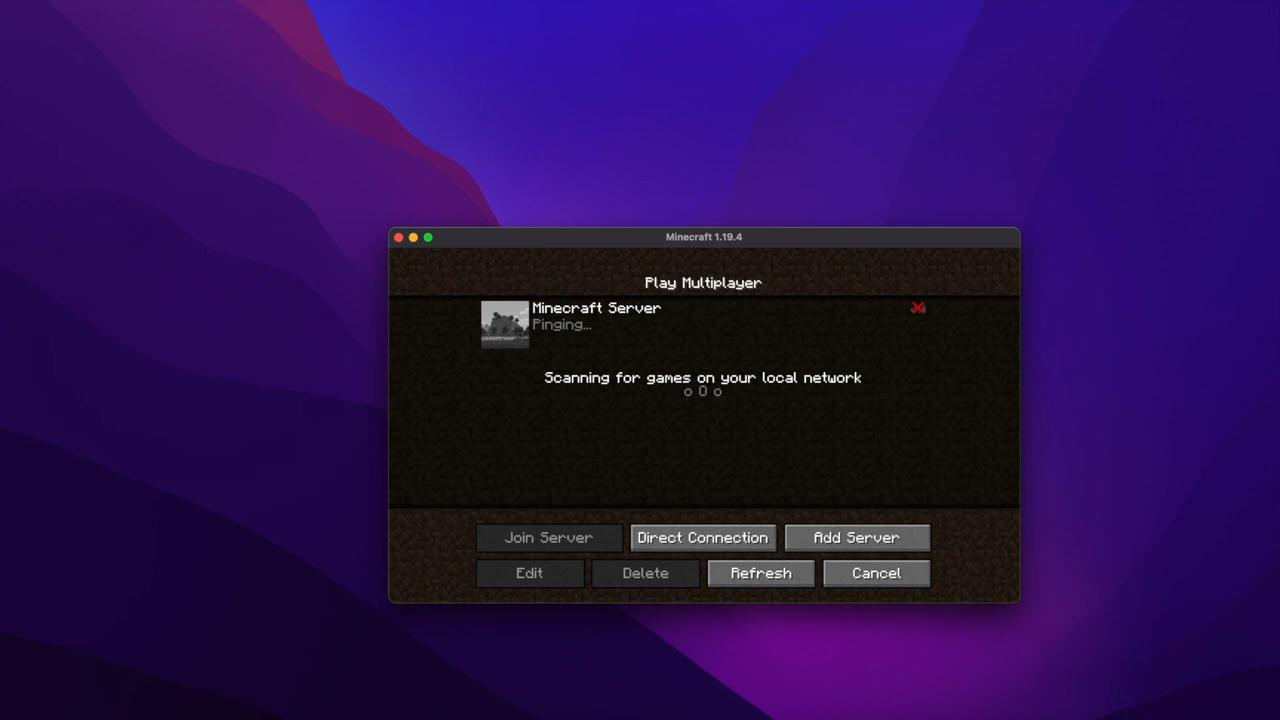 Minecraft 1.19.4
Play Multiplayer
Minecraft Server
Pinging...
Scanning for games on your local network
o O o
Join Server
Direct Connection
Add Server
Edit
Delete
Refresh
Cancel